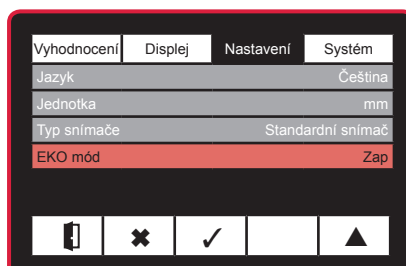 Vyhodnocení Displej Nastavení Systém
Jazyk Čeština
Jednotka mm
Typ snímače Standardní snímač
EKO mód Zap